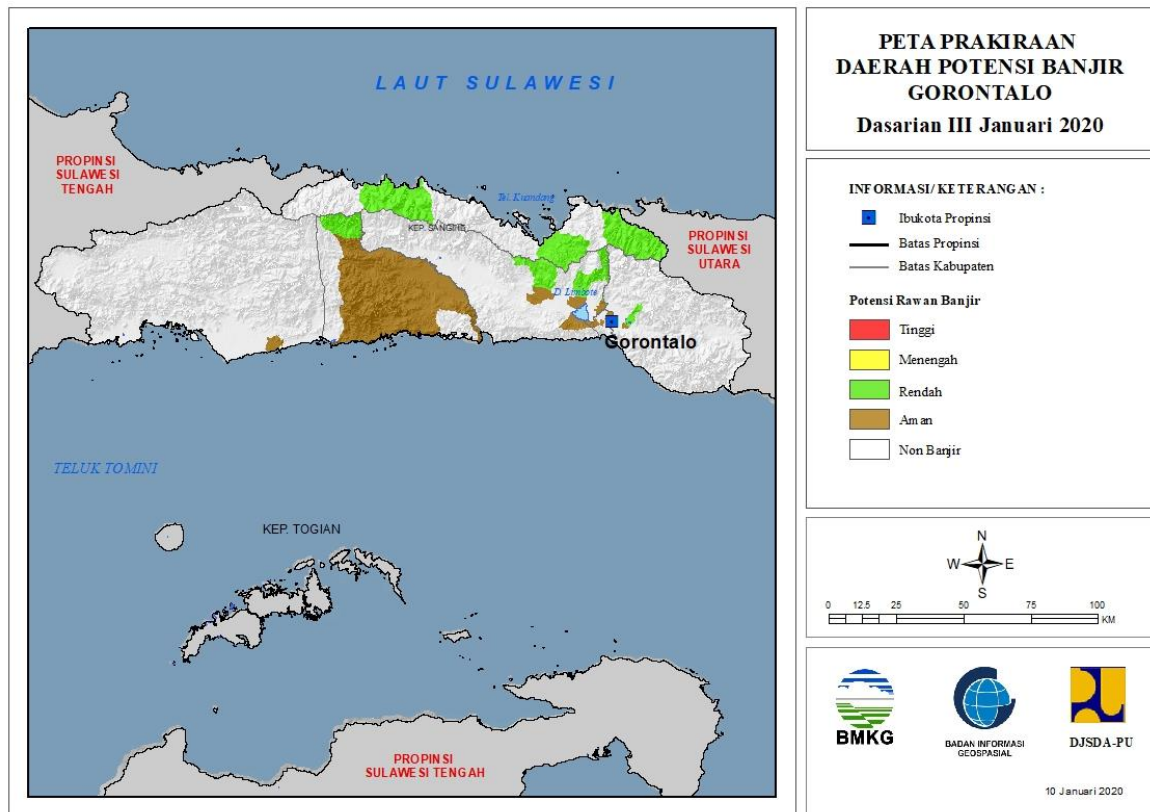 LAUT SULAWESI
PROPINSI
SULAWESI
TENGAH
Tel. Kuandang
KEP. SANGIND
PROPINSI
SULAWESI
UTARA
D. Limboto
Gorontalo
TELUK TOMINI
KEP. TOGIAN
PROPINSI
SULAWESI TENGAH
PETA PRAKIRAAN
DAERAH POTENSI BANJIR
GORONTALO
Dasarian III Januari 2020
INFORMASI/ KETERANGAN :
Ibukota Propinsi
Batas Propinsi
Batas Kabupaten
Potensi Rawan Banjir
Tinggi
Menengah
Rendah
Aman
Non Banjir
N
W E
S
0 12.5 25 50 75 100
KM
BMKG
BADAN INFORMASI
GEOSPASIAL
DJSDA-PU
10 Januari 2020